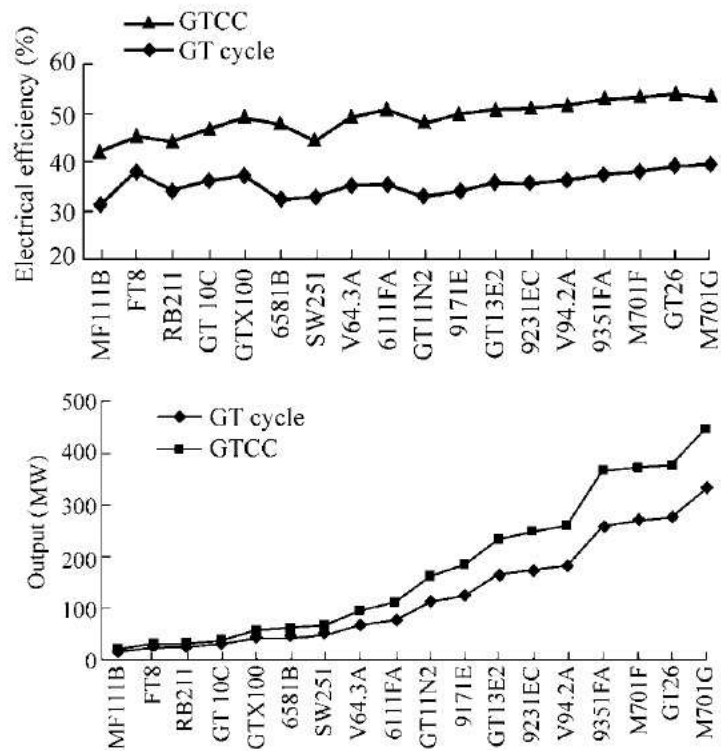 GTCC
GT cycle
Electrical efficiency (%)
60
50
40
30
20
MF111B
FT8
RB211
GT 10C
GTX100
6581B
SW251
V64.3A
6111FA
GT11N2
9171E
GT13E2
9231EC
V94.2A
9351FA
M701F
GT26
M701G
GT cycle
GTCC
Output (MW)
500
400
300
200
100
0
MF111B
FT8
RB211
GT 10C
GTX100
6581B
SW251
V64.3A
6111FA
GT11N2
9171E
GT13E2
9231EC
V94.2A
9351FA
M701F
GT26
M701G